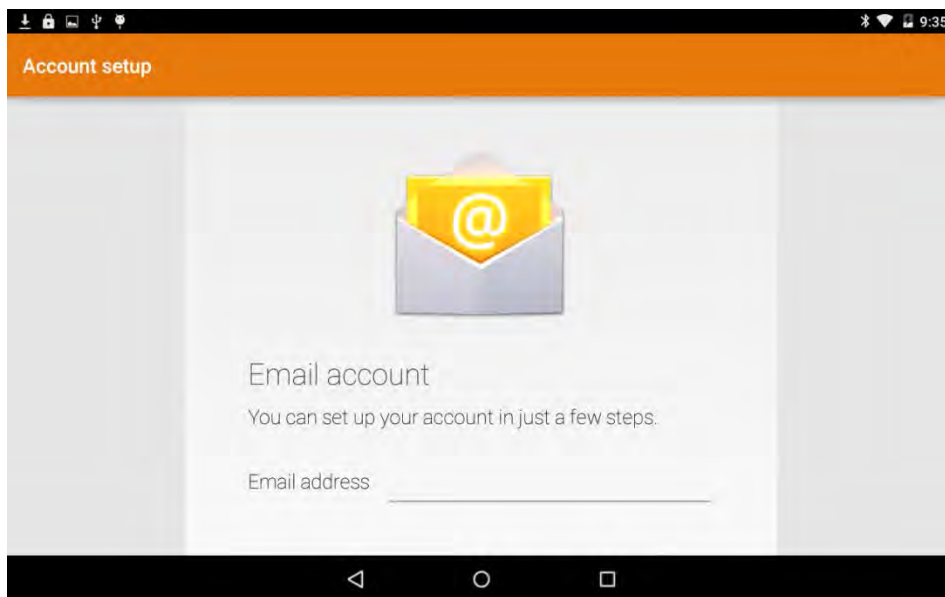 9:35
Account setup
@
Email account
You can set up your account in just a few steps.
Email address